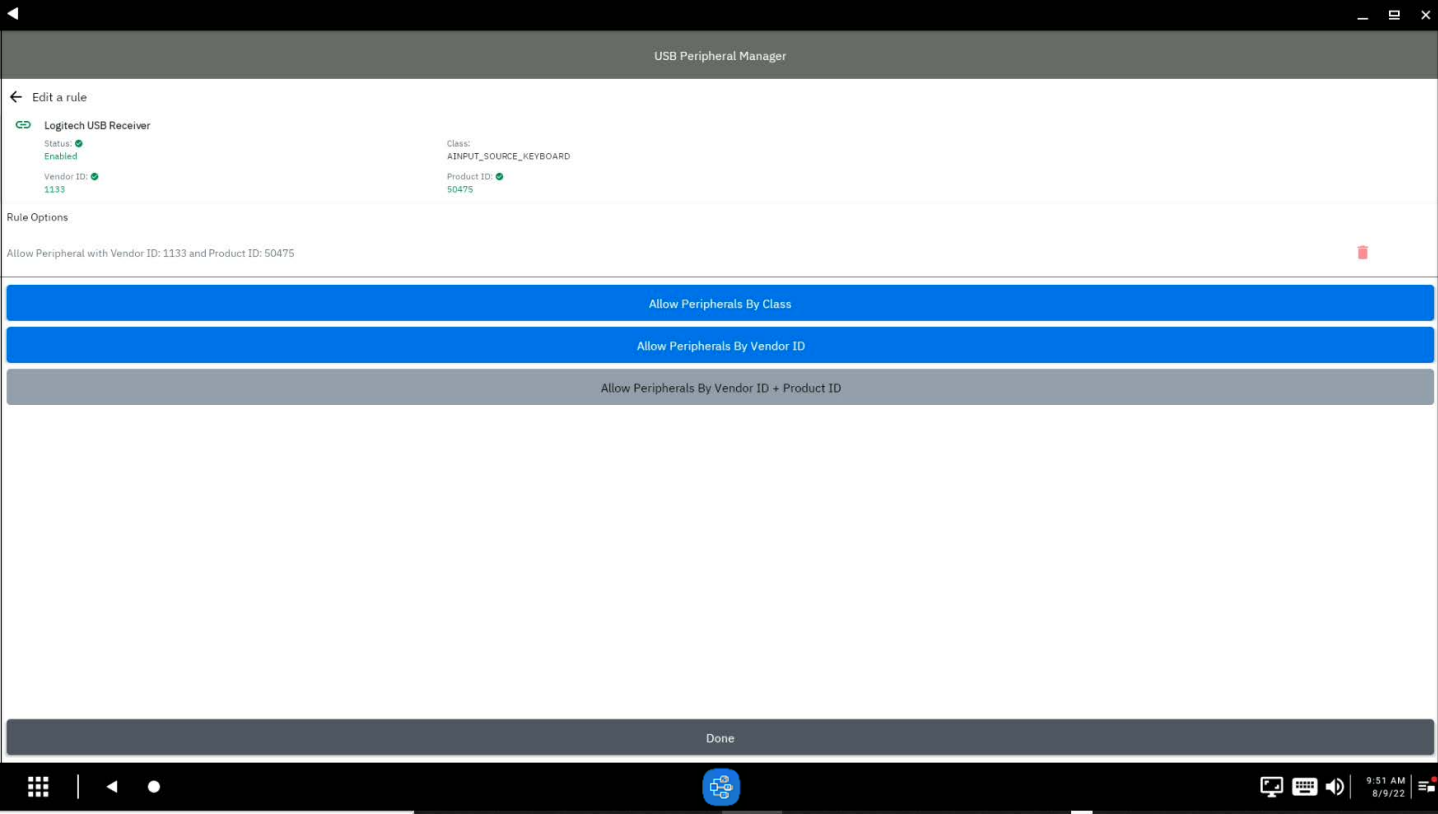 USB Peripheral Manager
Edit a rule
Logitech USB Receiver
Status:
Enabled
Class:
AINPUT_SOURCE_KEYBOARD
Vendor ID:
1133
Product ID:
50475
Rule Options
Allow Peripheral with Vendor ID: 1133 and Product ID: 50475
Allow Peripherals By Class
Allow Peripherals By Vendor ID
Allow Peripherals By Vendor ID + Product ID
Done
9:51 AM
8/9/22